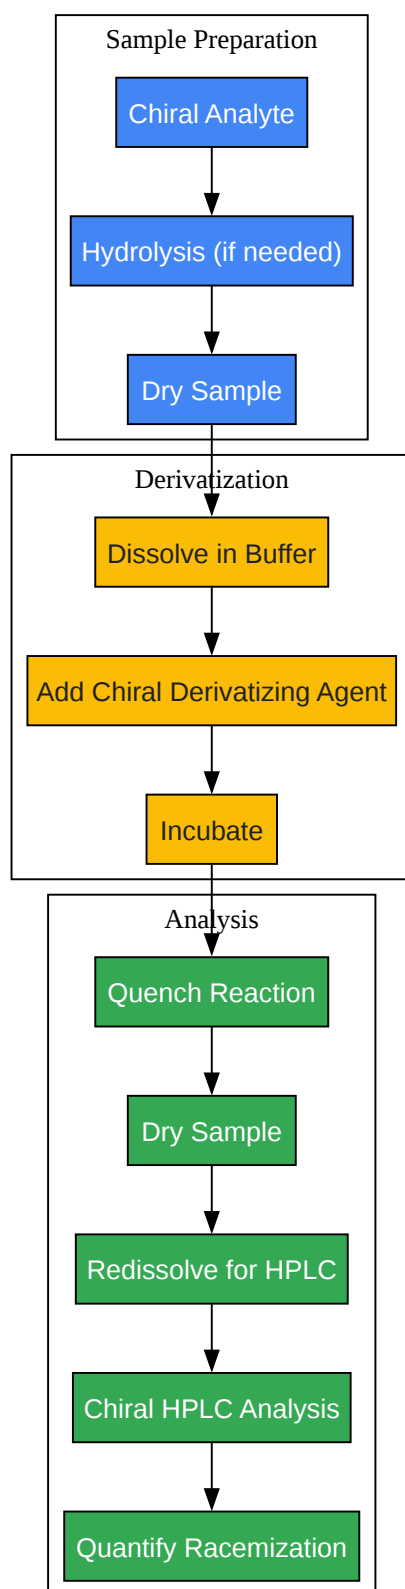 Sample Preparation
Chiral Analyte
Hydrolysis (if needed)
Dry Sample
Derivatization
Dissolve in Buffer
Add Chiral Derivatizing Agent
Incubate
Analysis
Quench Reaction
Dry Sample
Redissolve for HPLC
Chiral HPLC Analysis
Quantify Racemization